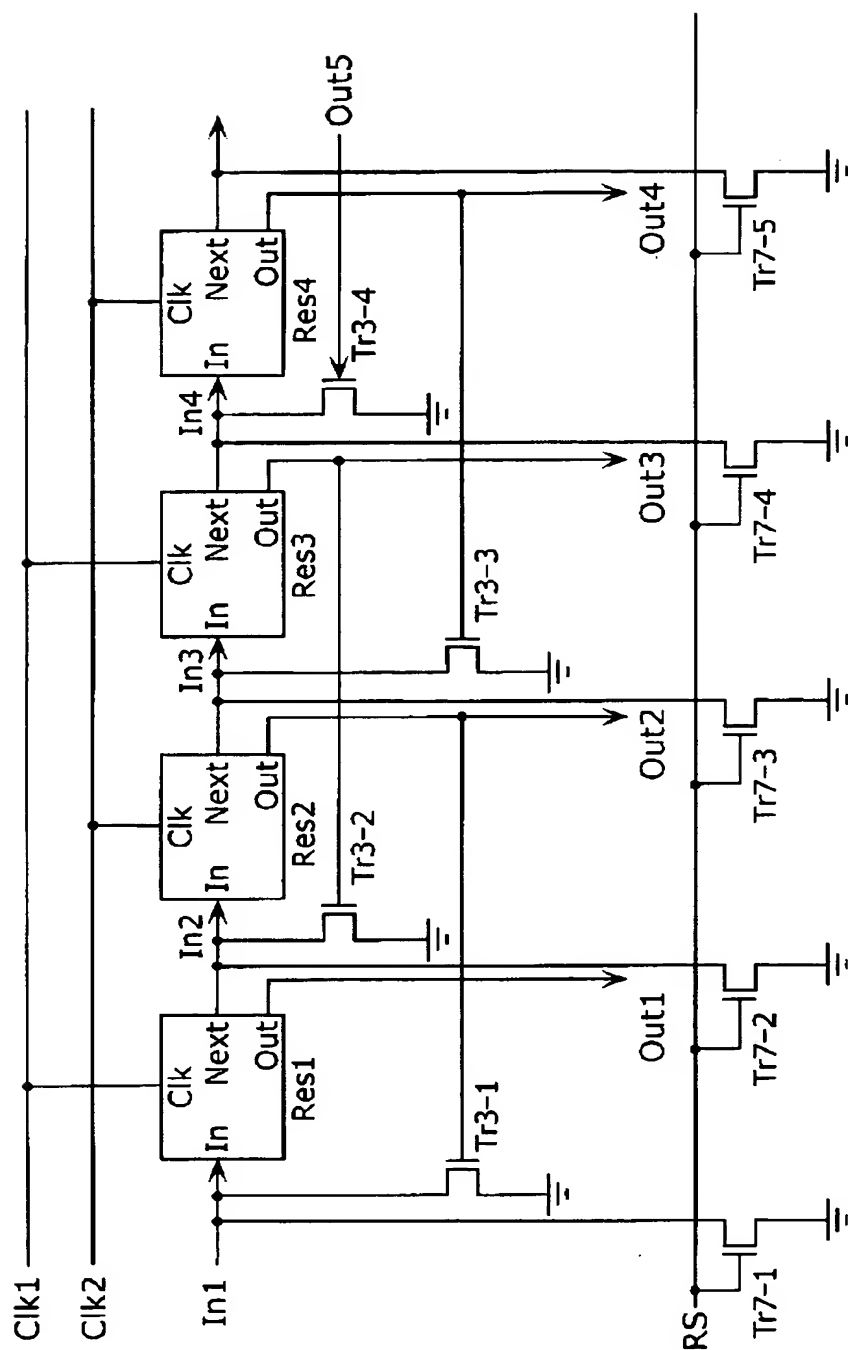 Clk1
Clk2
In1
Clk
In
Next
Out
Res1
In2
Clk
In
Next
Out
Res2
In3
Clk
In
Next
Out
Res3
In4
Clk
In
Next
Out
Res4
Tr3-2
Tr3-4
Out5
Tr3-1
Tr3-3
Out1
Out2
Out3
Out4
RS
Tr7-1
Tr7-2
Tr7-3
Tr7-4
Tr7-5